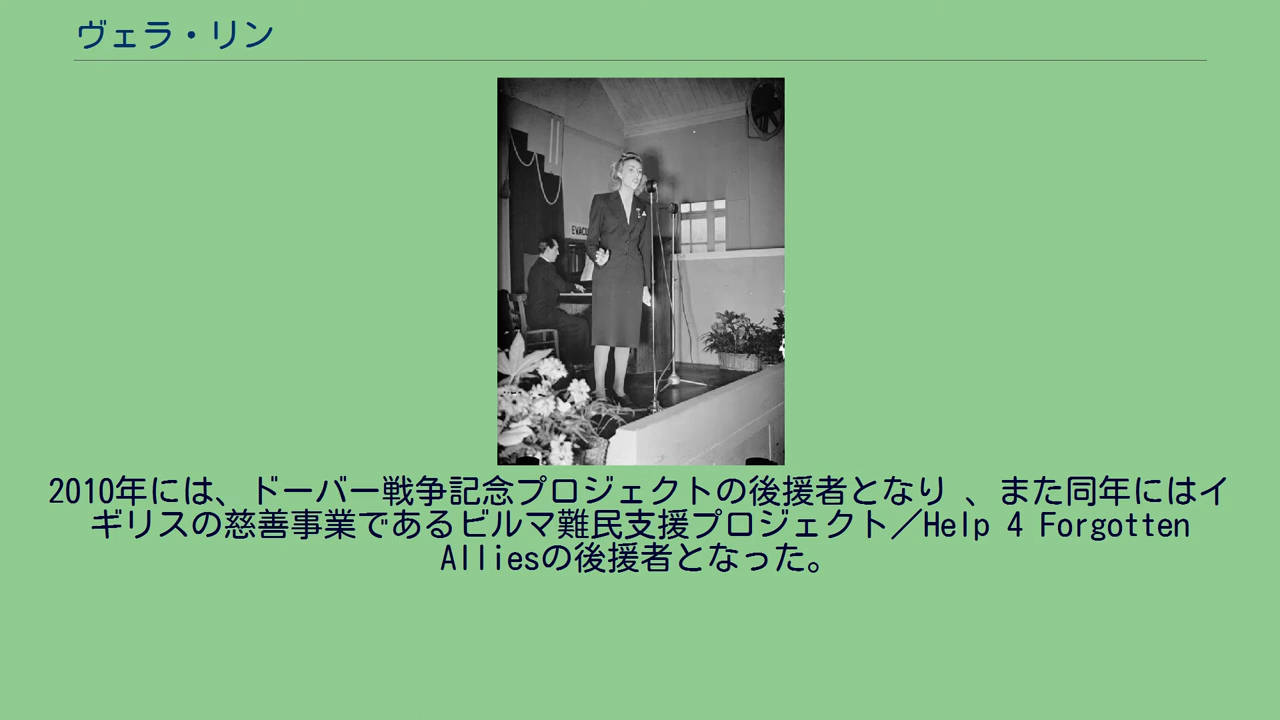 ヴェラ・リン
EVACU
2010年には、ドーバー戦争記念プロジェクトの後援者となり 、また同年にはイ
ギリスの慈善事業であるビルマ難民支援プロジェクト／Help 4 Forgotten
Alliesの後援者となった。